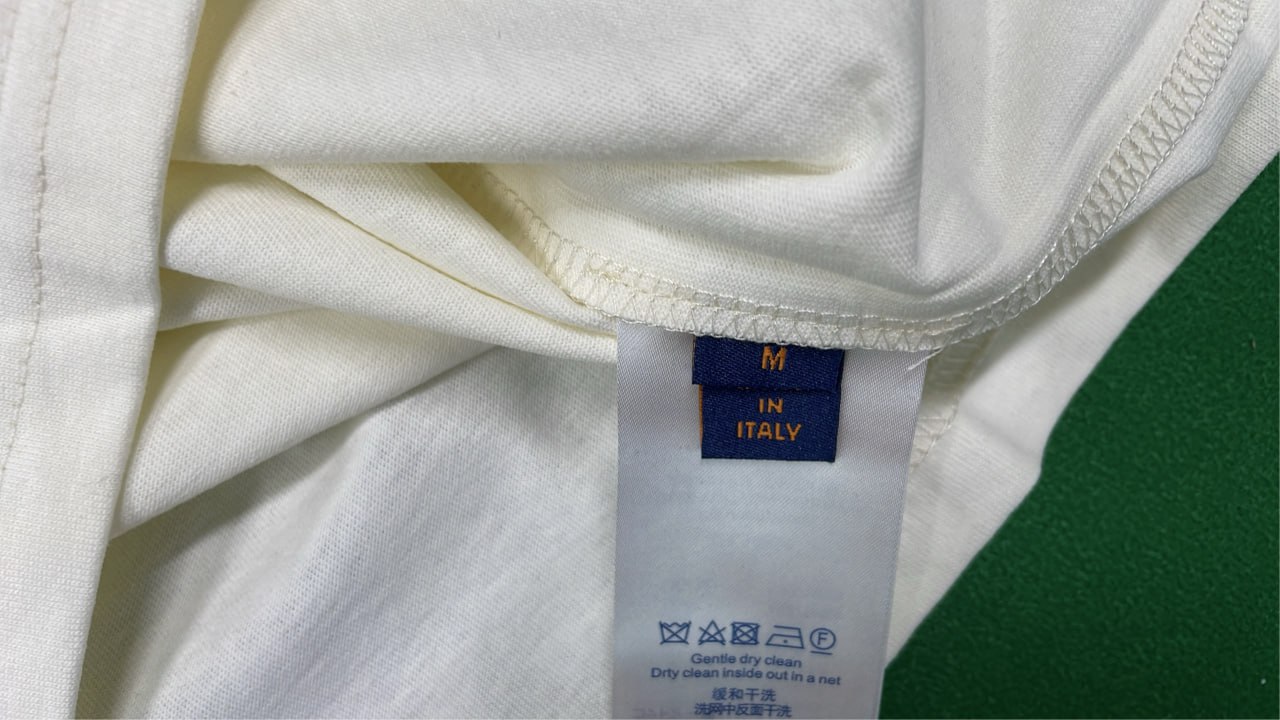 M
IN
ITALY
F
Gentle dry clean
Drty clean inside out in a net
缓和干洗
洗网中反面干洗